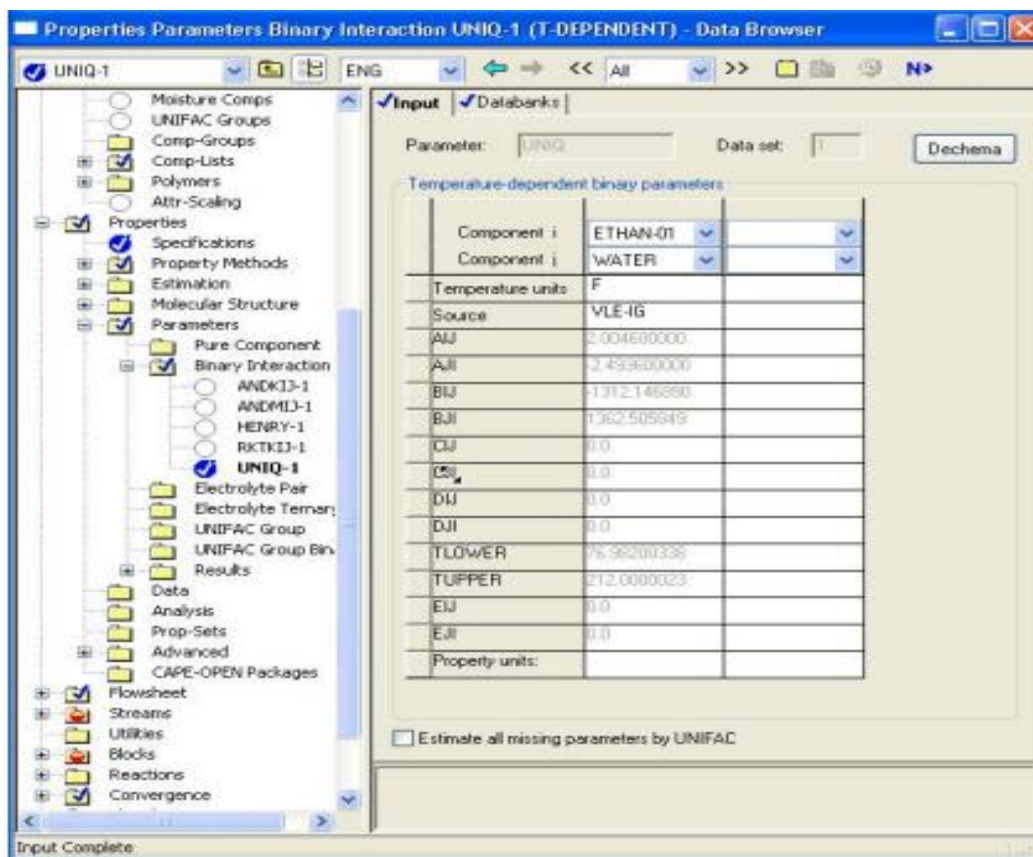 Properties Parameters Binary Interaction UNIQ-1 (T-DEPENDENT) - Data Browser
UNIQ-1 ENG << All >> N>
Moisture Comps
UNIFAC Groups
Comp-Groups
Comp-Lists
Polymers
Attr-Scaling
Properties
Specifications
Property Methods
Estimation
Molecular Structure
Parameters
Pure Component
Binary Interaction
ANDKIJ-1
ANDMIJ-1
HENRY-1
RKTKIJ-1
UNIQ-1
Electrolyte Pair
Electrolyte Ternary
UNIFAC Group
UNIFAC Group Bin
Results
Data
Analysis
Prop-Sets
Advanced
CAPE-OPEN Packages
Flowsheet
Streams
Utilities
Blocks
Reactions
Convergence
Input Databanks
Parameter: UNIQ Data set: 1 Dechema
Temperature-dependent binary parameters
Component i ETHAN-01
Component j WATER
Temperature units F
Source VLE-IG
AIJ 2.004600000
AJI -2.493600000
BIJ -1312.146890
BJI 1362.505949
CIJ 0.0
0.0
DIJ 0.0
DJI 0.0
TLOWER 76.98200338
TUPPER 212.0000023
EIJ 0.0
EJI 0.0
Property units:
Estimate all missing parameters by UNIFAC
Input Complete